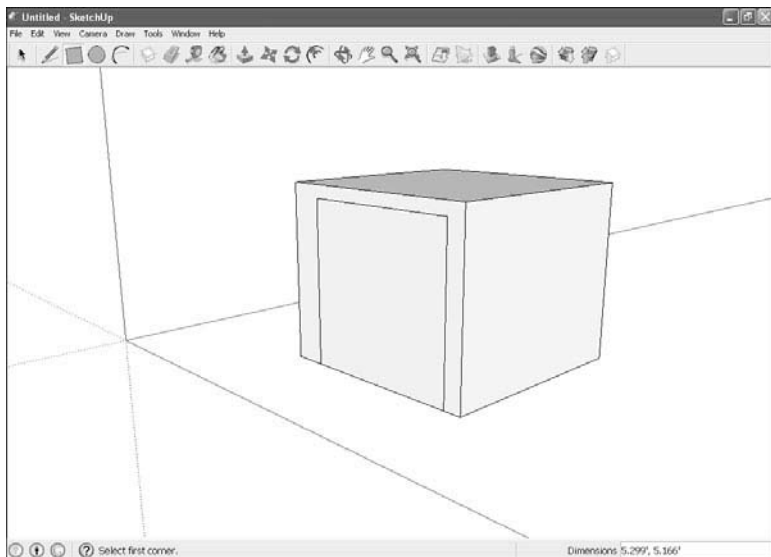 Untitled - SketchUp
File Edit View Camera Draw Tools Window Help
Select first corner.
Dimensions 5.299', 5.166'